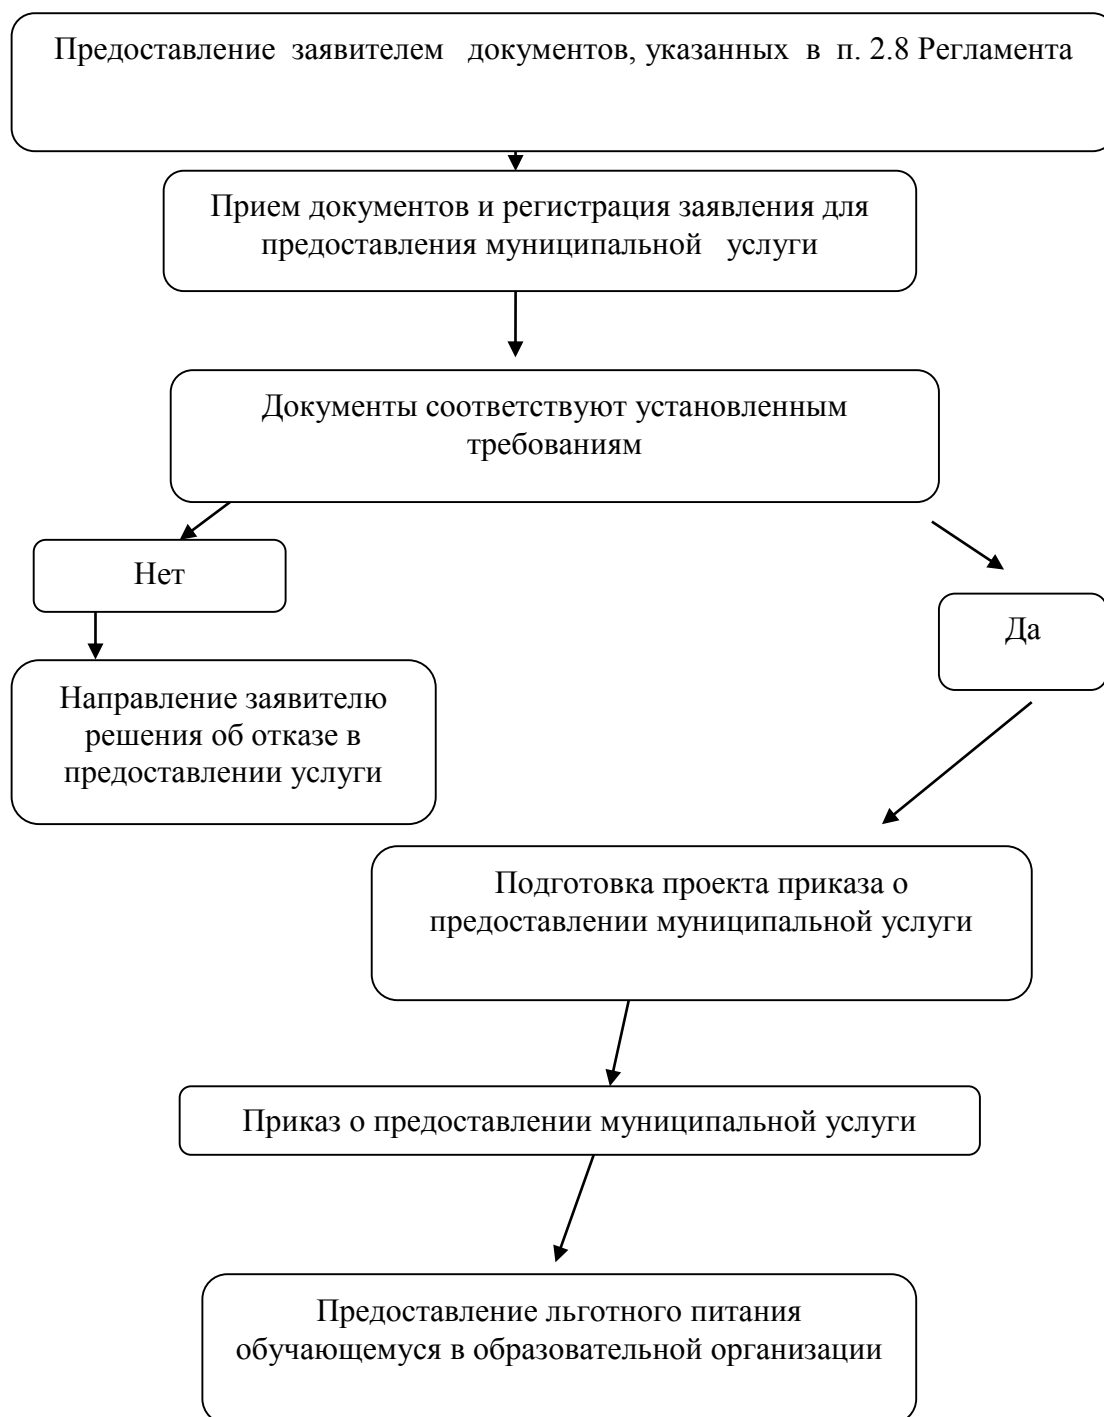 Предоставление заявителем документов, указанных в п. 2.8 Регламента
Прием документов и регистрация заявления для
предоставления муниципальной услуги
Документы соответствуют установленным
требованиям
Нет
Да
Направление заявителю
решения об отказе в
предоставлении услуги
Подготовка проекта приказа о
предоставлении муниципальной услуги
Приказ о предоставлении муниципальной услуги
Предоставление льготного питания
обучающемуся в образовательной организации